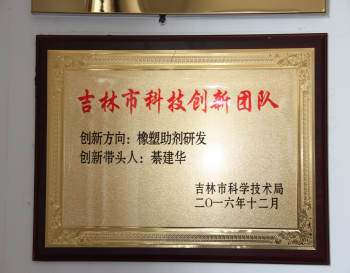 吉林市科技创新团队
创新方向：橡塑助剂研发
创新带头人：綦建华
吉林市科学技术局
二〇一六年十二月